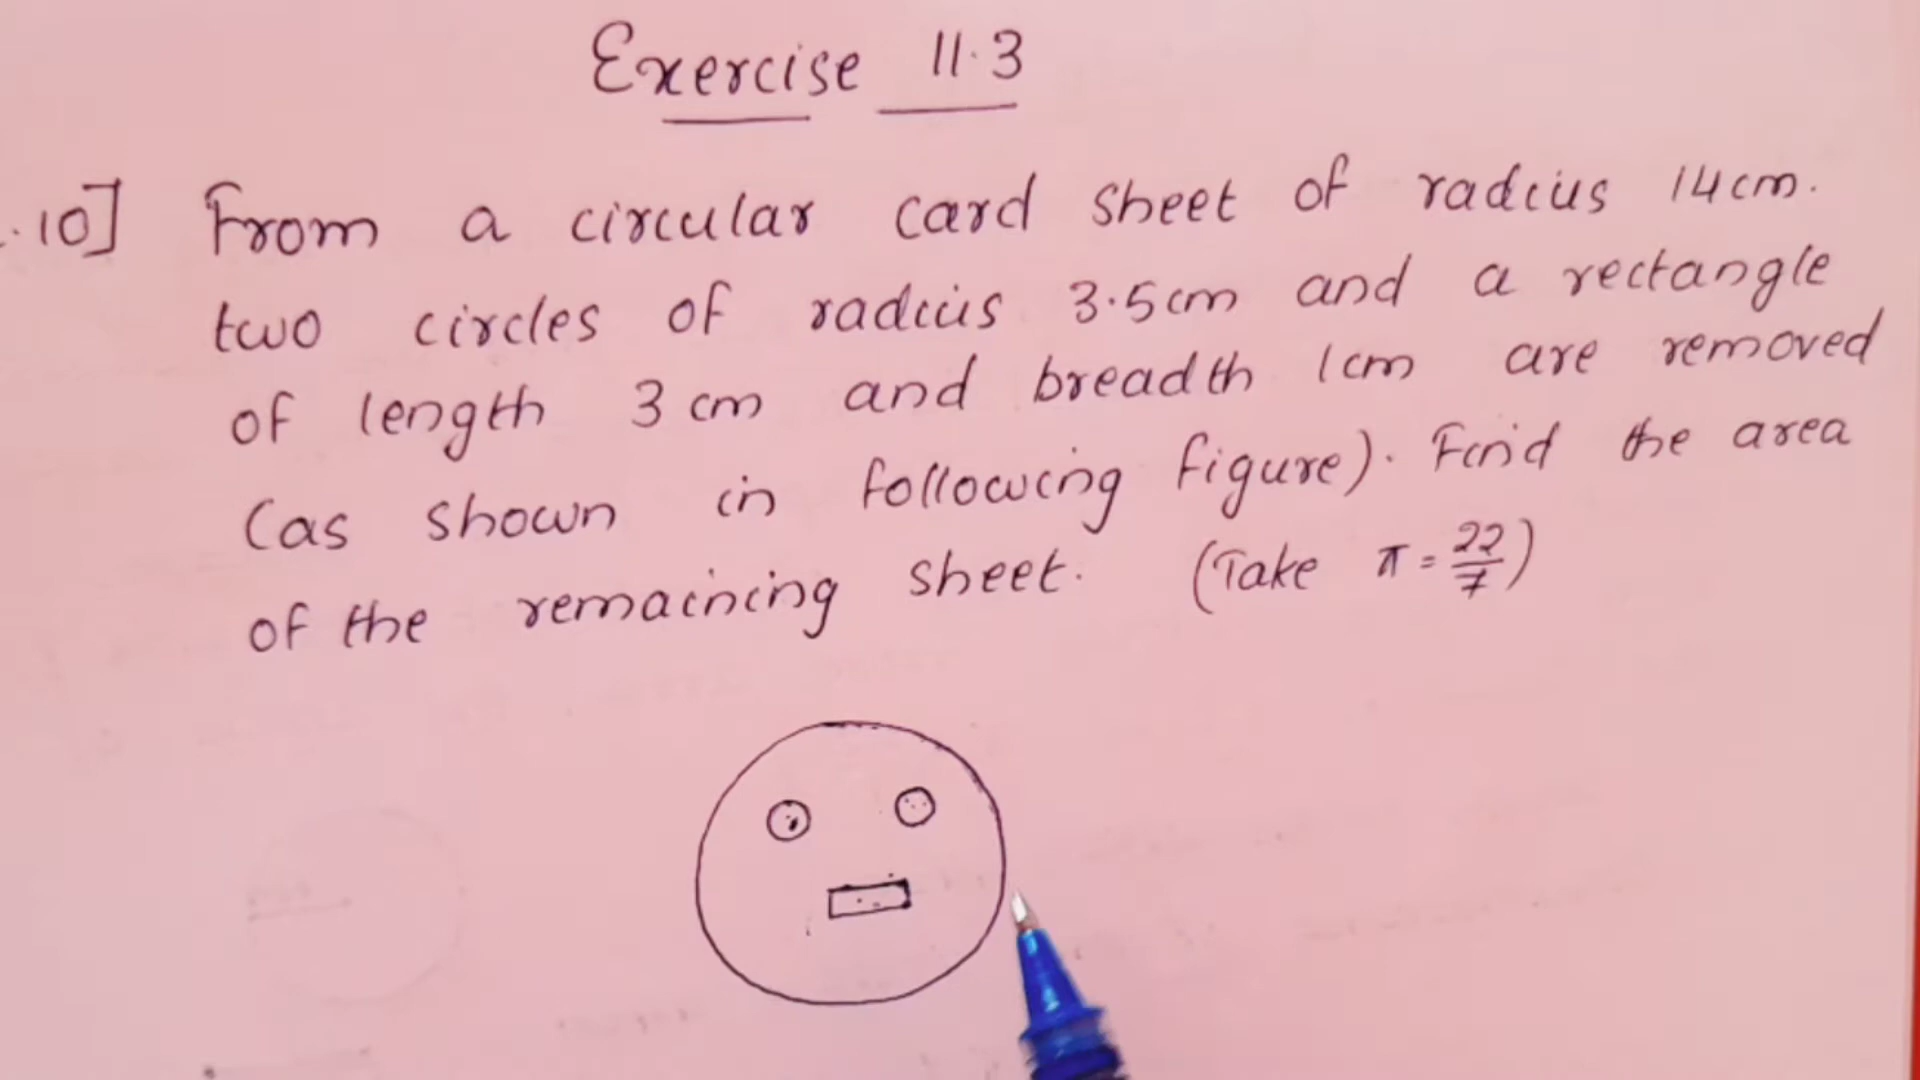 Exercise 11.3
.10] From a circular card sheet of radius 14cm.
two circles of radius 3.5cm and a rectangle
of length 3 cm and breadth 1cm are removed
(as shown in following figure). Find the area
of the remaining sheet. (Take π = 22/7)